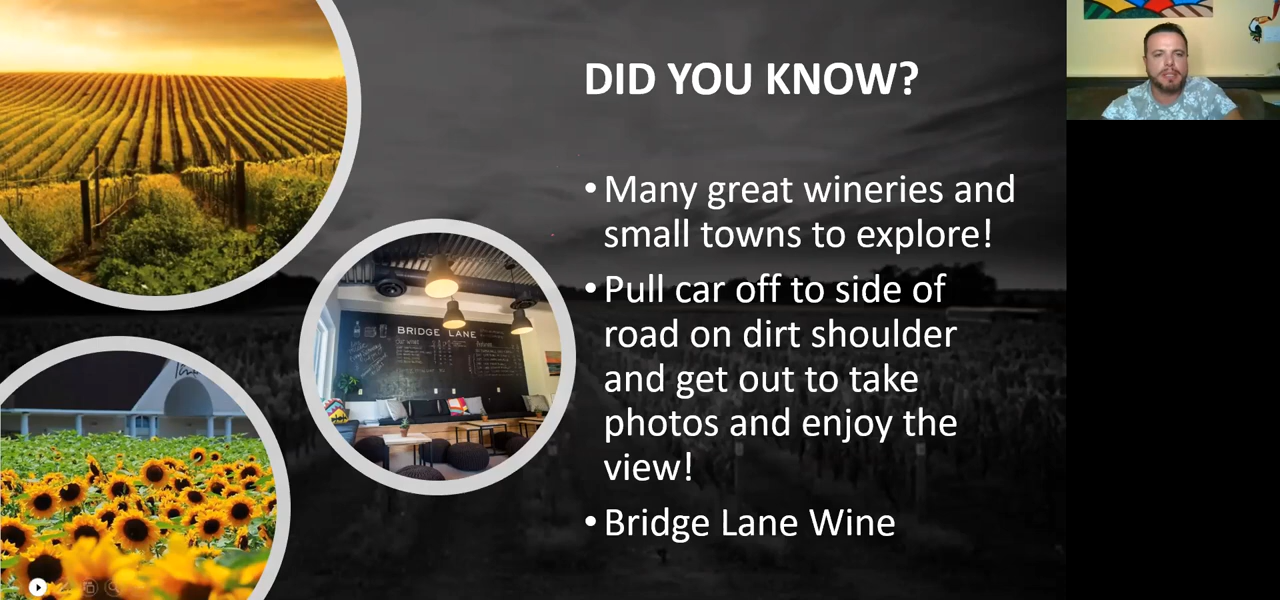 DID YOU KNOW?
• Many great wineries and
small towns to explore!
• Pull car off to side of
road on dirt shoulder
and get out to take
photos and enjoy the
view!
• Bridge Lane Wine
BRIDGE LANE